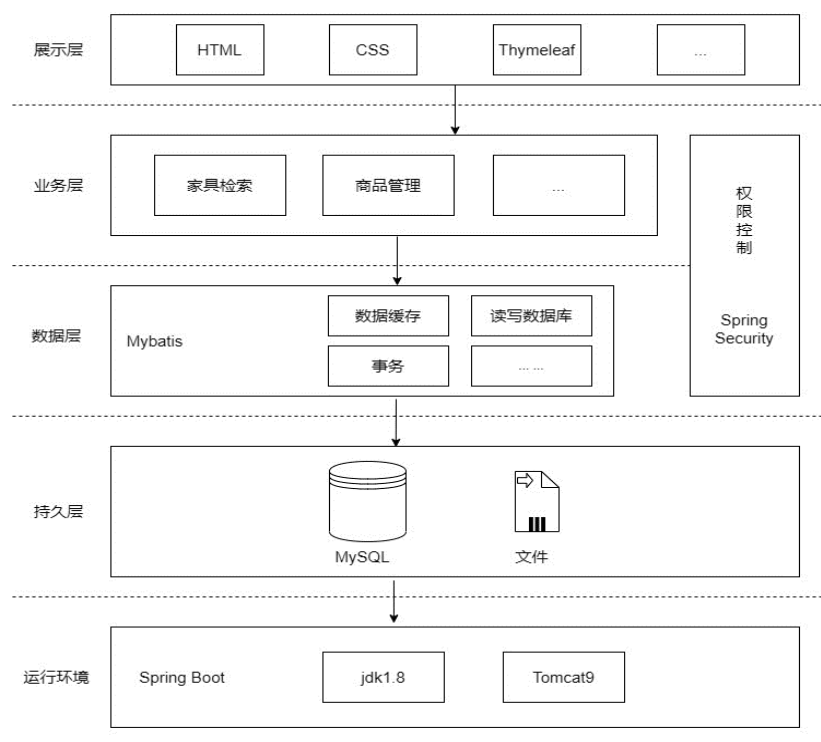 展示层
HTML
CSS
Thymeleaf
...
业务层
家具检索
商品管理
...
权
限
控
制
Spring
Security
数据层
Mybatis
数据缓存
读写数据库
事务
... ...
持久层
MySQL
文件
运行环境
Spring Boot
jdk1.8
Tomcat9